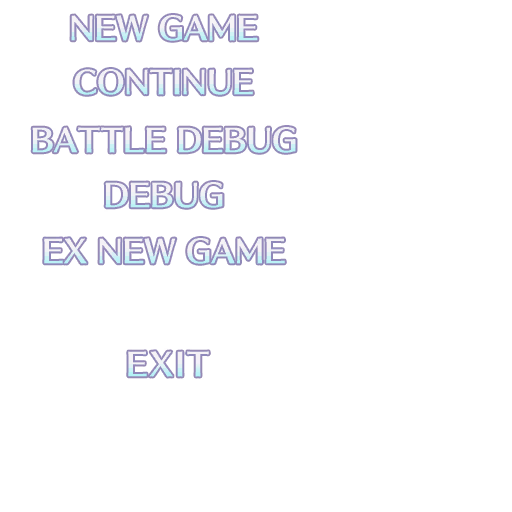 NEW GAME
CONTINUE
BATTLE DEBUG
DEBUG
EX NEW GAME
EXIT